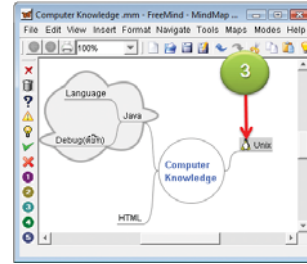 Computer Knowledge .mm - FreeMind - MindMap ...
File Edit View Insert Format Navigate Tools Maps Modes Help
100%
3
Language
Java
Unix
Computer
Knowledge
HTML